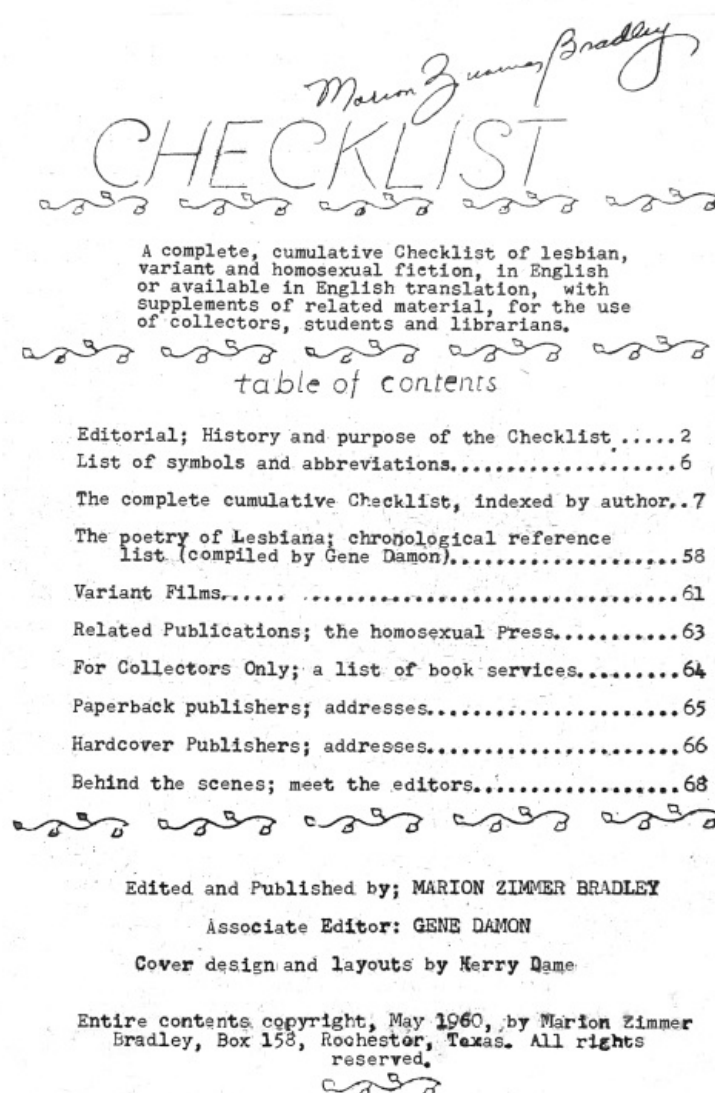 Marion Zimmer Bradley
CHECKLIST
A complete, cumulative Checklist of lesbian,
variant and homosexual fiction, in English
or available in English translation, with
supplements of related material, for the use
of collectors, students and librarians.
table of contents
Editorial; History and purpose of the Checklist .....2
List of symbols and abbreviations....................6
The complete cumulative Checklist, indexed by author..7
The poetry of Lesbiana; chronological reference
list (compiled by Gene Damon)....................58
Variant Films...... .................................61
Related Publications; the homosexual Press...........63
For Collectors Only; a list of book services.........64
Paperback publishers; addresses......................65
Hardcover Publishers; addresses......................66
Behind the scenes; meet the editors..................68
Edited and Published by; MARION ZIMMER BRADLEY
Associate Editor: GENE DAMON
Cover design and layouts by Kerry Dame
Entire contents copyright, May 1960, by Marion Zimmer
Bradley, Box 158, Rochester, Texas. All rights
reserved.